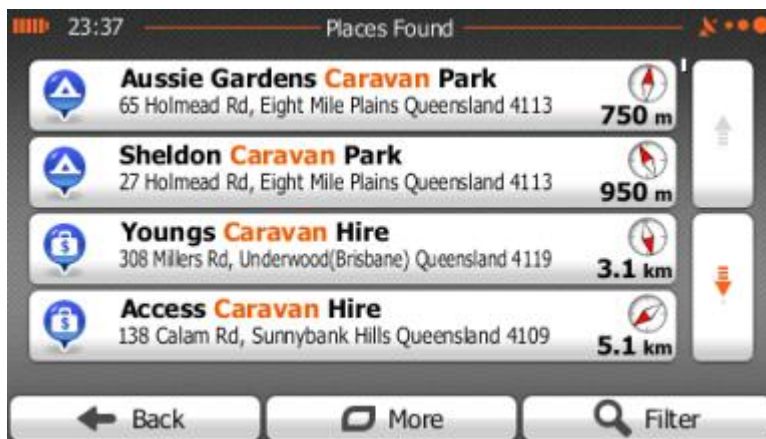 23:37
Places Found
Aussie Gardens Caravan Park
65 Holmead Rd, Eight Mile Plains Queensland 4113
750 m
Sheldon Caravan Park
27 Holmead Rd, Eight Mile Plains Queensland 4113
950 m
Youngs Caravan Hire
308 Millers Rd, Underwood(Brisbane) Queensland 4119
3.1 km
Access Caravan Hire
138 Calam Rd, Sunnybank Hills Queensland 4109
5.1 km
Back
More
Filter